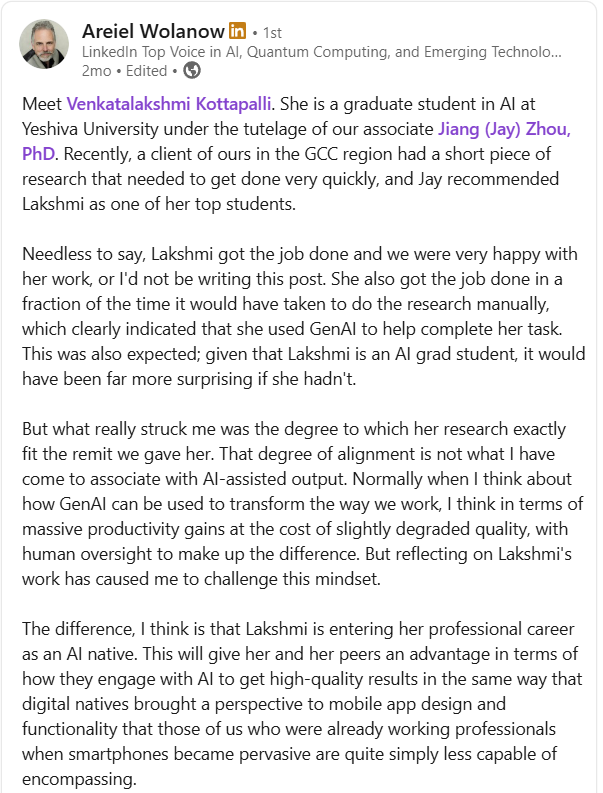 Areiel Wolanow in • 1st
LinkedIn Top Voice in AI, Quantum Computing, and Emerging Technolo...
2mo • Edited •
Meet Venkatalakshmi Kottapalli. She is a graduate student in AI at
Yeshiva University under the tutelage of our associate Jiang (Jay) Zhou,
PhD. Recently, a client of ours in the GCC region had a short piece of
research that needed to get done very quickly, and Jay recommended
Lakshmi as one of her top students.
Needless to say, Lakshmi got the job done and we were very happy with
her work, or I'd not be writing this post. She also got the job done in a
fraction of the time it would have taken to do the research manually,
which clearly indicated that she used GenAI to help complete her task.
This was also expected; given that Lakshmi is an AI grad student, it would
have been far more surprising if she hadn't.
But what really struck me was the degree to which her research exactly
fit the remit we gave her. That degree of alignment is not what I have
come to associate with AI-assisted output. Normally when I think about
how GenAI can be used to transform the way we work, I think in terms of
massive productivity gains at the cost of slightly degraded quality, with
human oversight to make up the difference. But reflecting on Lakshmi's
work has caused me to challenge this mindset.
The difference, I think is that Lakshmi is entering her professional career
as an AI native. This will give her and her peers an advantage in terms of
how they engage with AI to get high-quality results in the same way that
digital natives brought a perspective to mobile app design and
functionality that those of us who were already working professionals
when smartphones became pervasive are quite simply less capable of
encompassing.